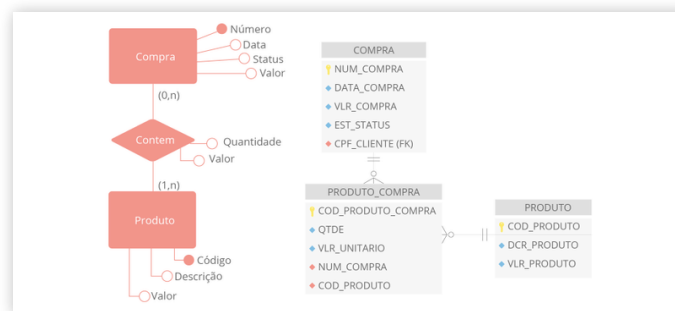 Número
Data
Compra
Status
Valor
(0,n)
Contem
Quantidade
Valor
(1,n)
Produto
Código
Descrição
Valor
COMPRA
NUM_COMPRA
DATA_COMPRA
VLR_COMPRA
EST_STATUS
CPF_CLIENTE (FK)
PRODUTO_COMPRA
COD_PRODUTO_COMPRA
QTDE
VLR_UNITARIO
NUM_COMPRA
COD_PRODUTO
PRODUTO
COD_PRODUTO
DCR_PRODUTO
VLR_PRODUTO